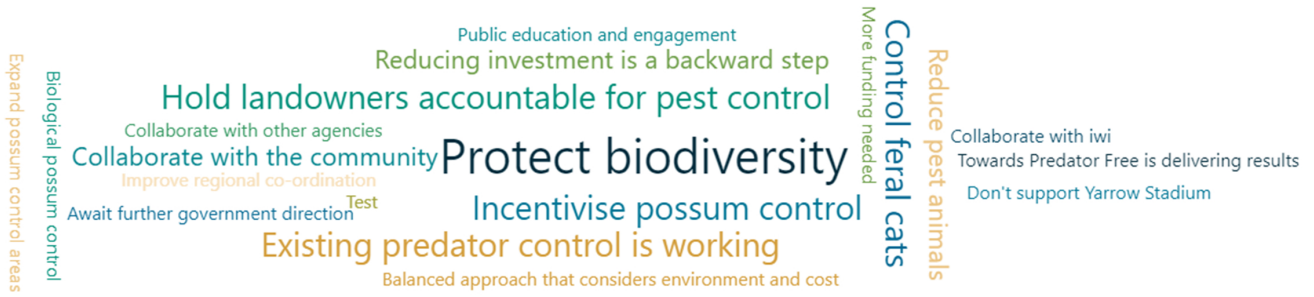 Public education and engagement
Reducing investment is a backward step
Hold landowners accountable for pest control
Collaborate with other agencies
Collaborate with the community
Protect biodiversity
Improve regional co-ordination
Test
Await further government direction
Incentivise possum control
Existing predator control is working
Balanced approach that considers environment and cost
Expand possum control areas
Biological possum control
More funding needed
Control feral cats
Reduce pest animals
Collaborate with iwi
Towards Predator Free is delivering results
Don't support Yarrow Stadium